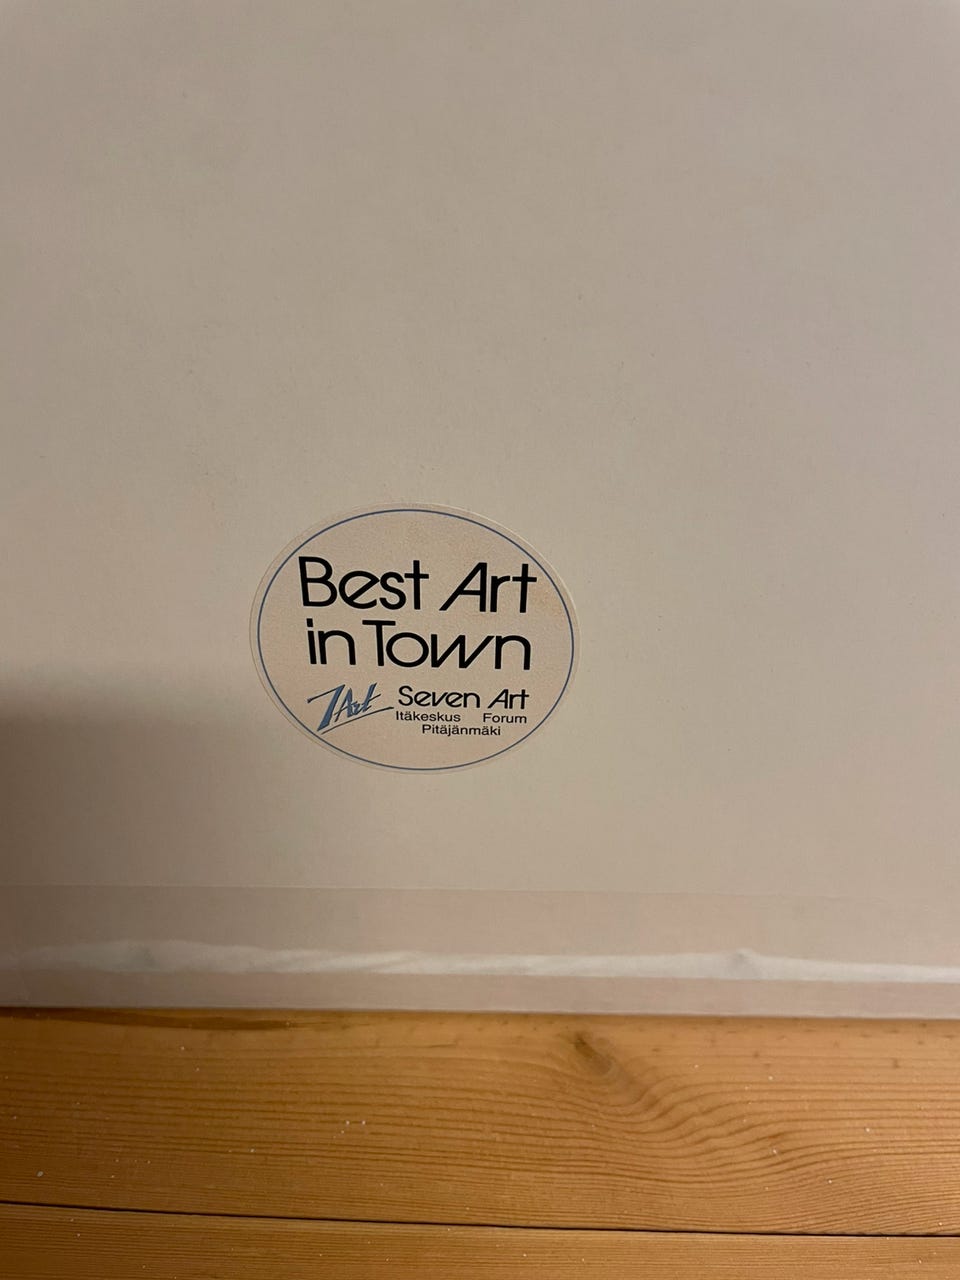 Best Art
in Town
7Art Seven Art
Itäkeskus Forum
Pitäjänmäki